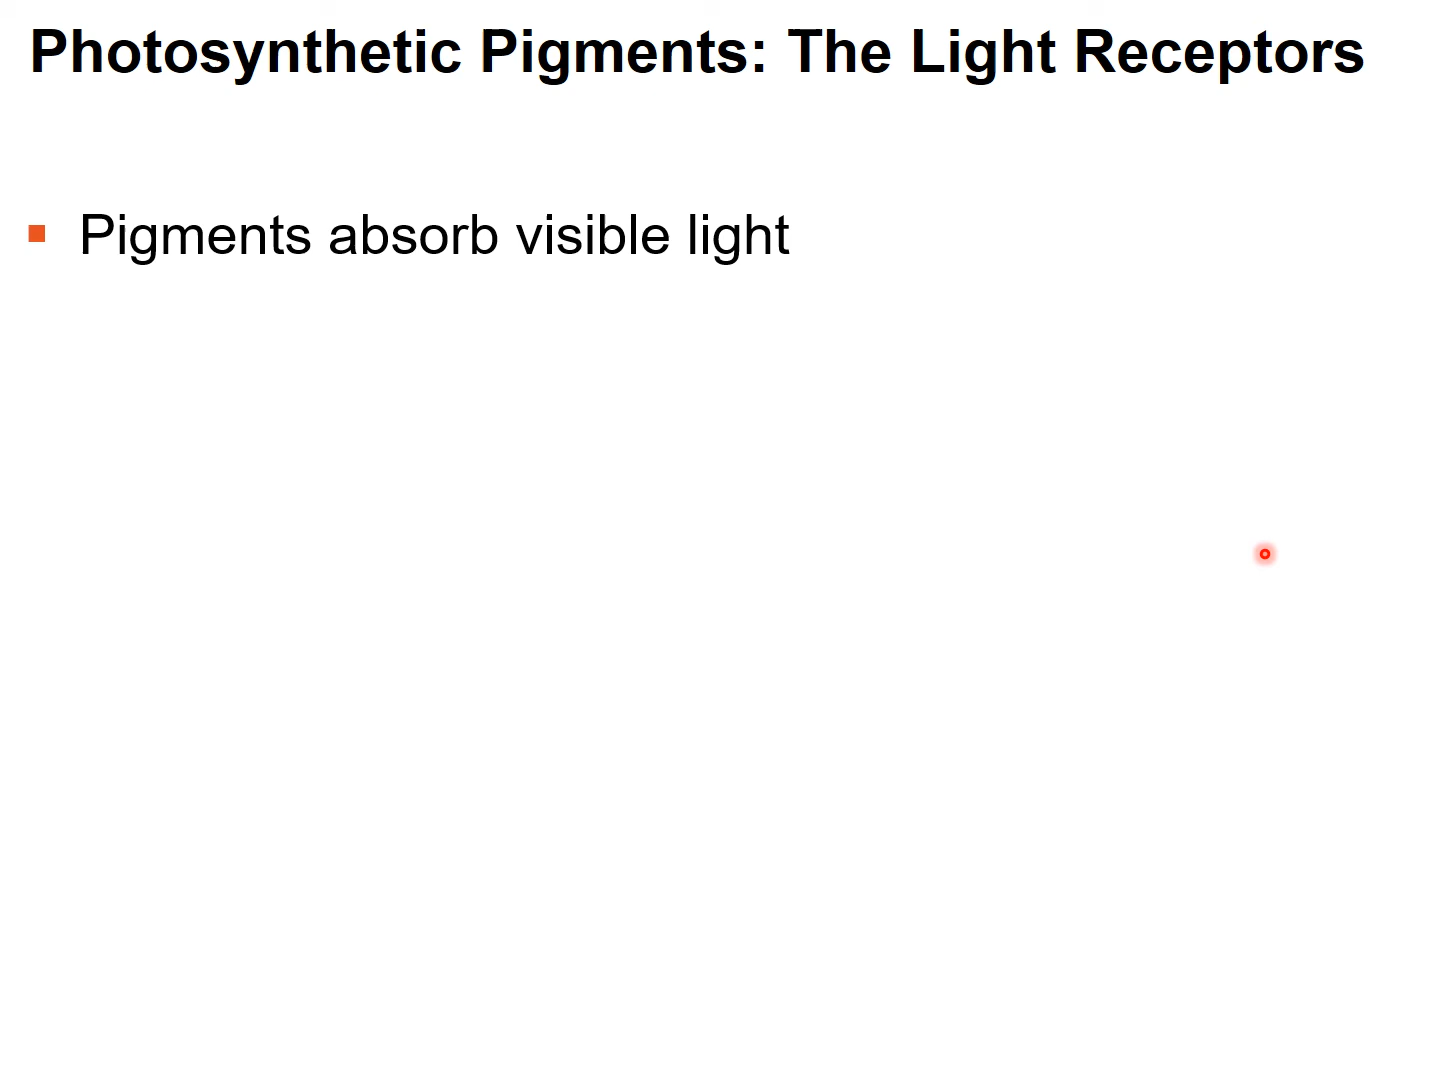 Photosynthetic Pigments: The Light Receptors
Pigments absorb visible light